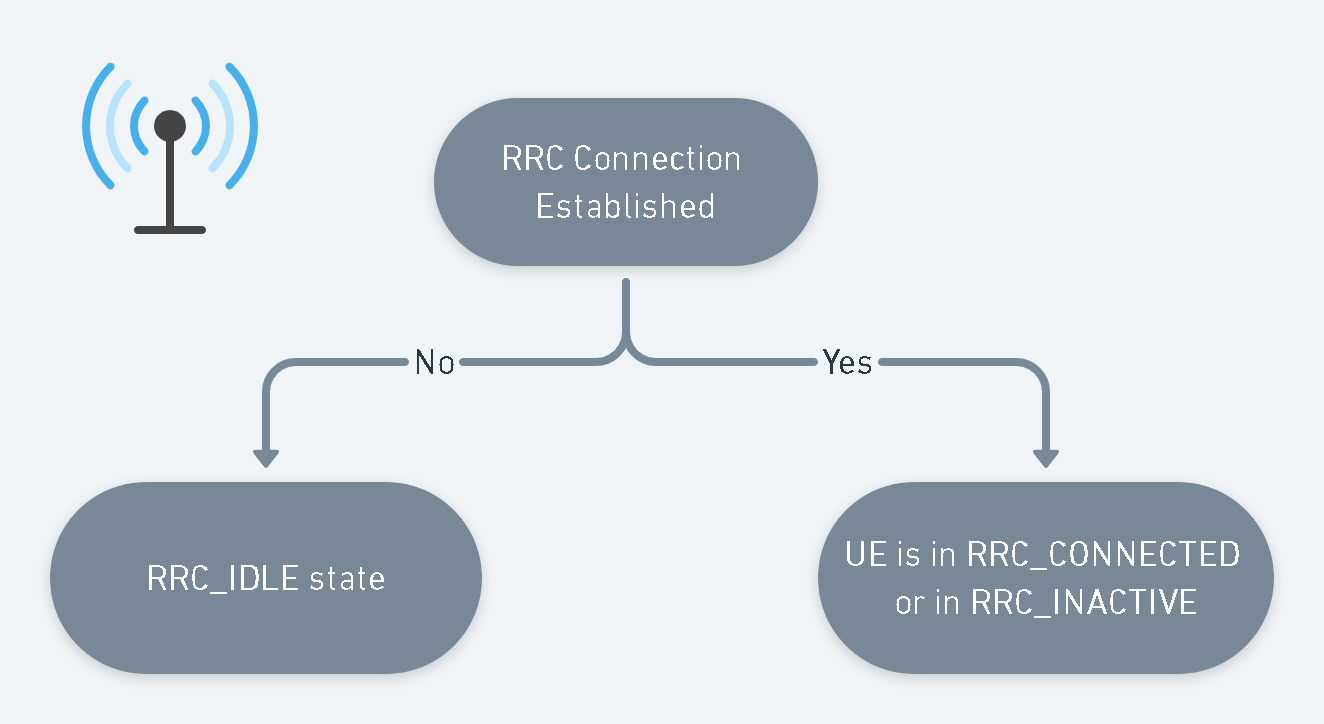 RRC Connection
Established
No
Yes
RRC_IDLE state
UE is in RRC_CONNECTED
or in RRC_INACTIVE